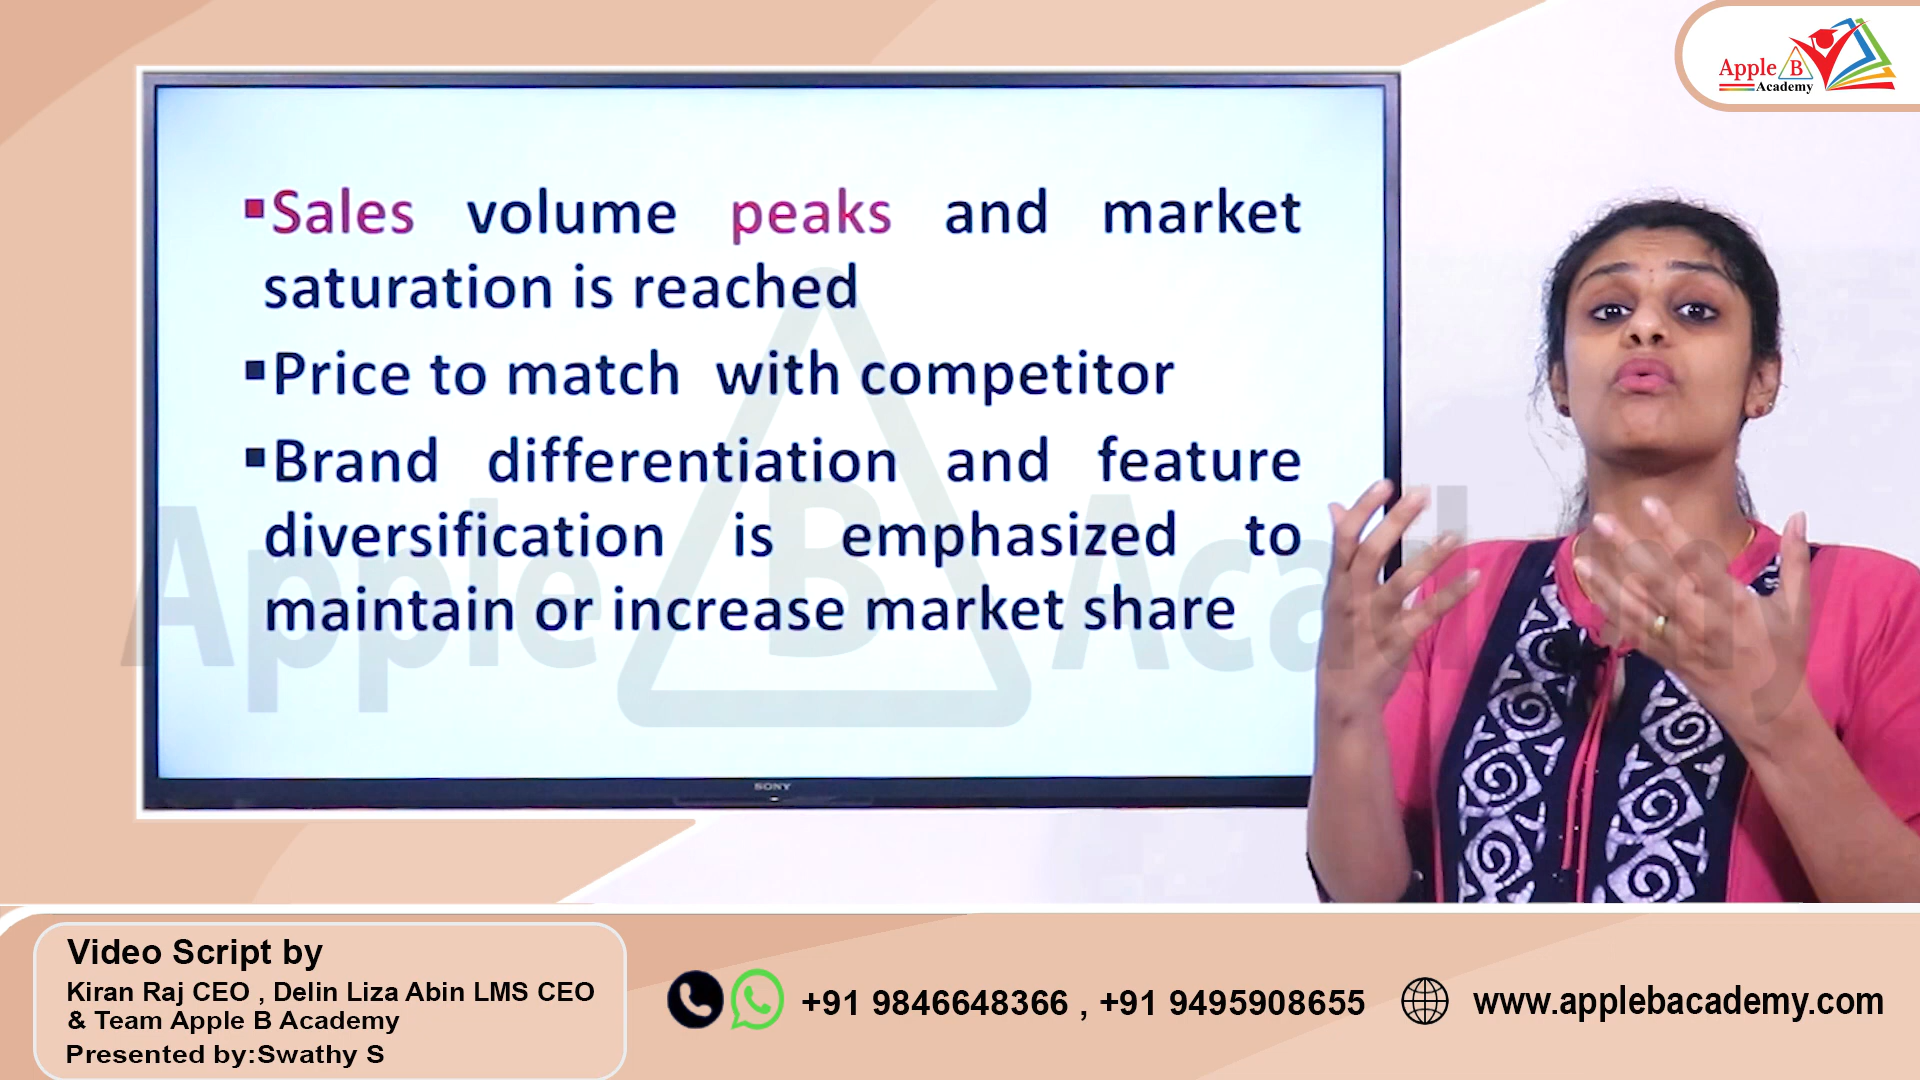 Apple B
Academy
▪Sales volume peaks and market
saturation is reached
▪Price to match with competitor
▪Brand differentiation and feature
diversification is emphasized to
maintain or increase market share
Apple B Academy
SONY
Video Script by
Kiran Raj CEO , Delin Liza Abin LMS CEO
& Team Apple B Academy
Presented by:Swathy S
+91 9846648366 , +91 9495908655
www.applebacademy.com